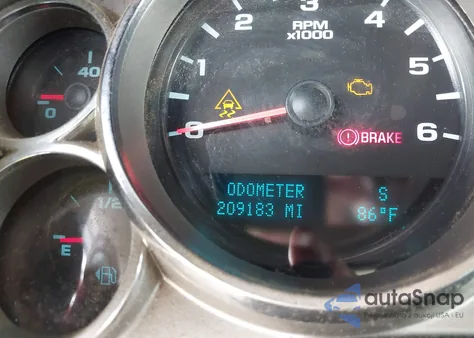 40
0
1/2
E
RPM
x1000
0
1
2
3
4
5
6
BRAKE
ODOMETER S
209183 MI 86°F
autoSnap